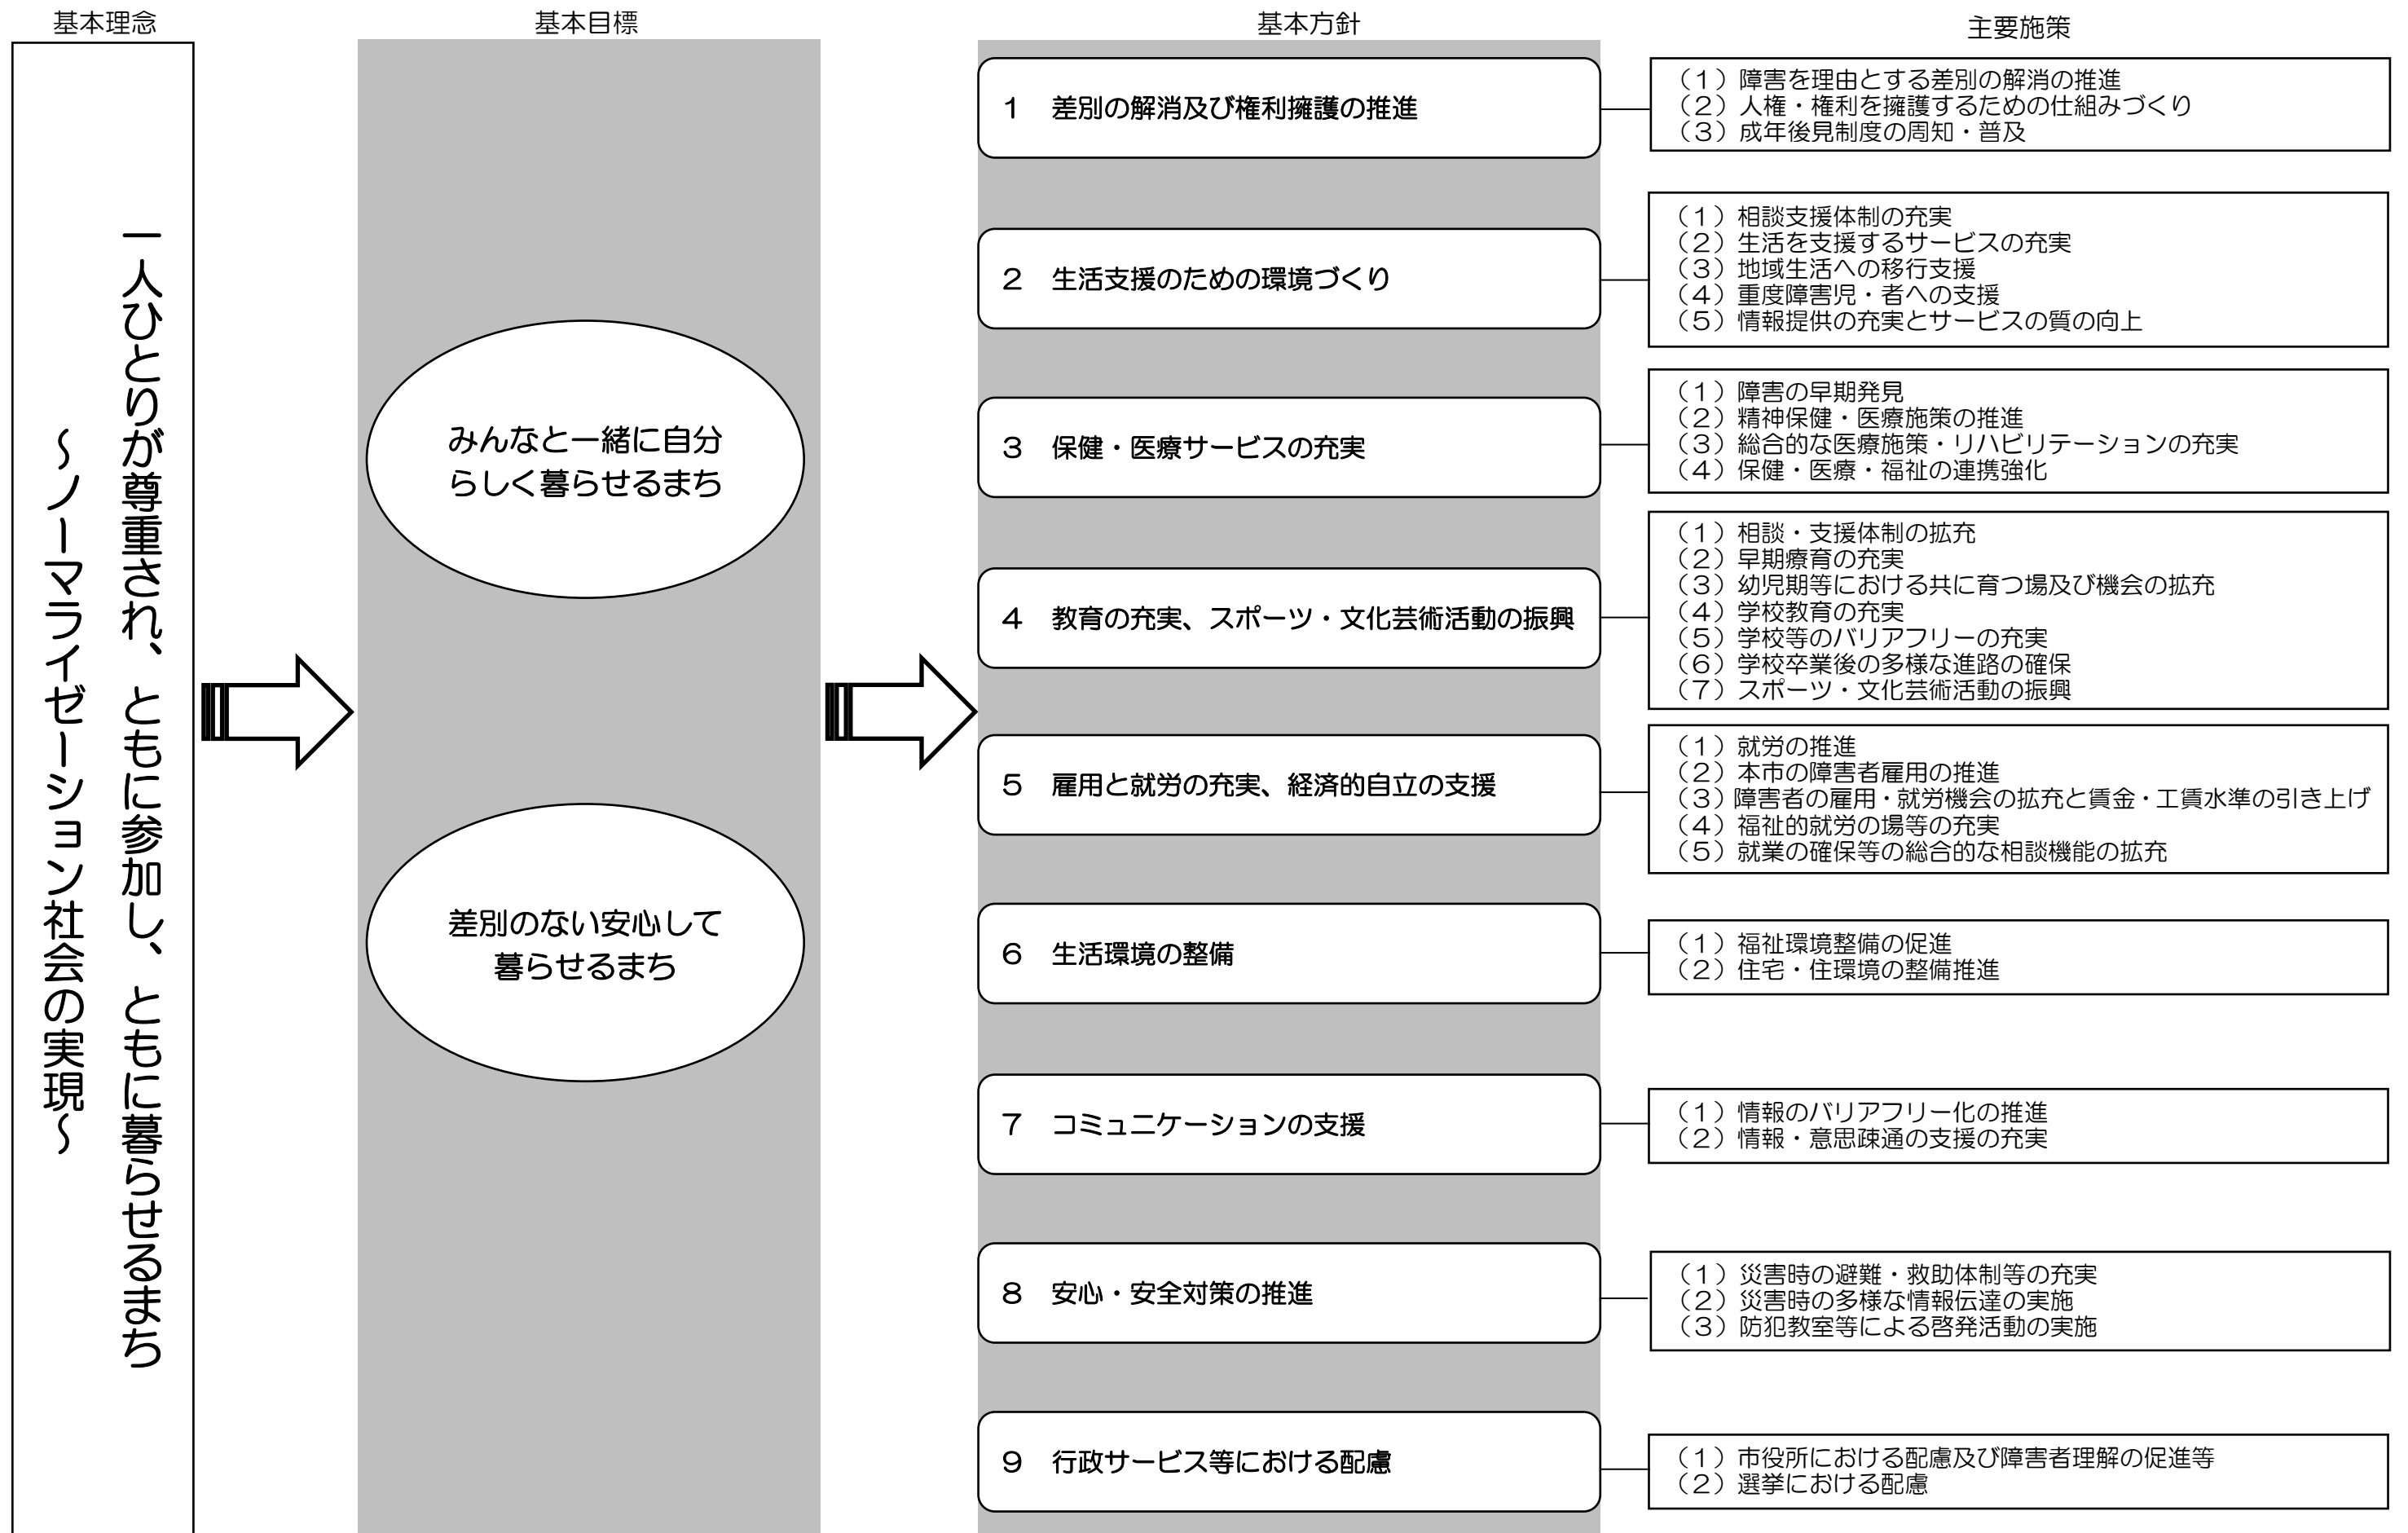 基本理念
一人ひとりが尊重され、ともに参加し、ともに暮らせるまち
～ノーマライゼーション社会の実現～
基本目標
みんなと一緒に自分
らしく暮らせるまち
差別のない安心して
暮らせるまち
基本方針
主要施策
１　差別の解消及び権利擁護の推進
（１）障害を理由とする差別の解消の推進
（２）人権・権利を擁護するための仕組みづくり
（３）成年後見制度の周知・普及
２　生活支援のための環境づくり
（１）相談支援体制の充実
（２）生活を支援するサービスの充実
（３）地域生活への移行支援
（４）重度障害児・者への支援
（５）情報提供の充実とサービスの質の向上
３　保健・医療サービスの充実
（１）障害の早期発見
（２）精神保健・医療施策の推進
（３）総合的な医療施策・リハビリテーションの充実
（４）保健・医療・福祉の連携強化
４　教育の充実、スポーツ・文化芸術活動の振興
（１）相談・支援体制の拡充
（２）早期療育の充実
（３）幼児期等における共に育つ場及び機会の拡充
（４）学校教育の充実
（５）学校等のバリアフリーの充実
（６）学校卒業後の多様な進路の確保
（７）スポーツ・文化芸術活動の振興
５　雇用と就労の充実、経済的自立の支援
（１）就労の推進
（２）本市の障害者雇用の推進
（３）障害者の雇用・就労機会の拡充と賃金・工賃水準の引き上げ
（４）福祉的就労の場等の充実
（５）就業の確保等の総合的な相談機能の拡充
６　生活環境の整備
（１）福祉環境整備の促進
（２）住宅・住環境の整備推進
７　コミュニケーションの支援
（１）情報のバリアフリー化の推進
（２）情報・意思疎通の支援の充実
８　安心・安全対策の推進
（１）災害時の避難・救助体制等の充実
（２）災害時の多様な情報伝達の実施
（３）防犯教室等による啓発活動の実施
９　行政サービス等における配慮
（１）市役所における配慮及び障害者理解の促進等
（２）選挙における配慮